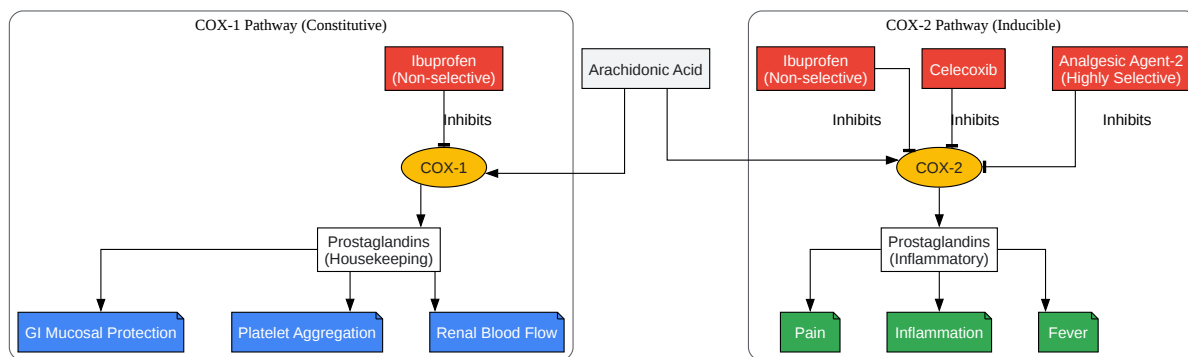 COX-1 Pathway (Constitutive)
Ibuprofen
(Non-selective)
Inhibits
COX-1
Prostaglandins
(Housekeeping)
GI Mucosal Protection
Platelet Aggregation
Renal Blood Flow
Arachidonic Acid
COX-2 Pathway (Inducible)
Ibuprofen
(Non-selective)
Celecoxib
Analgesic Agent-2
(Highly Selective)
Inhibits
Inhibits
Inhibits
COX-2
Prostaglandins
(Inflammatory)
Pain
Inflammation
Fever